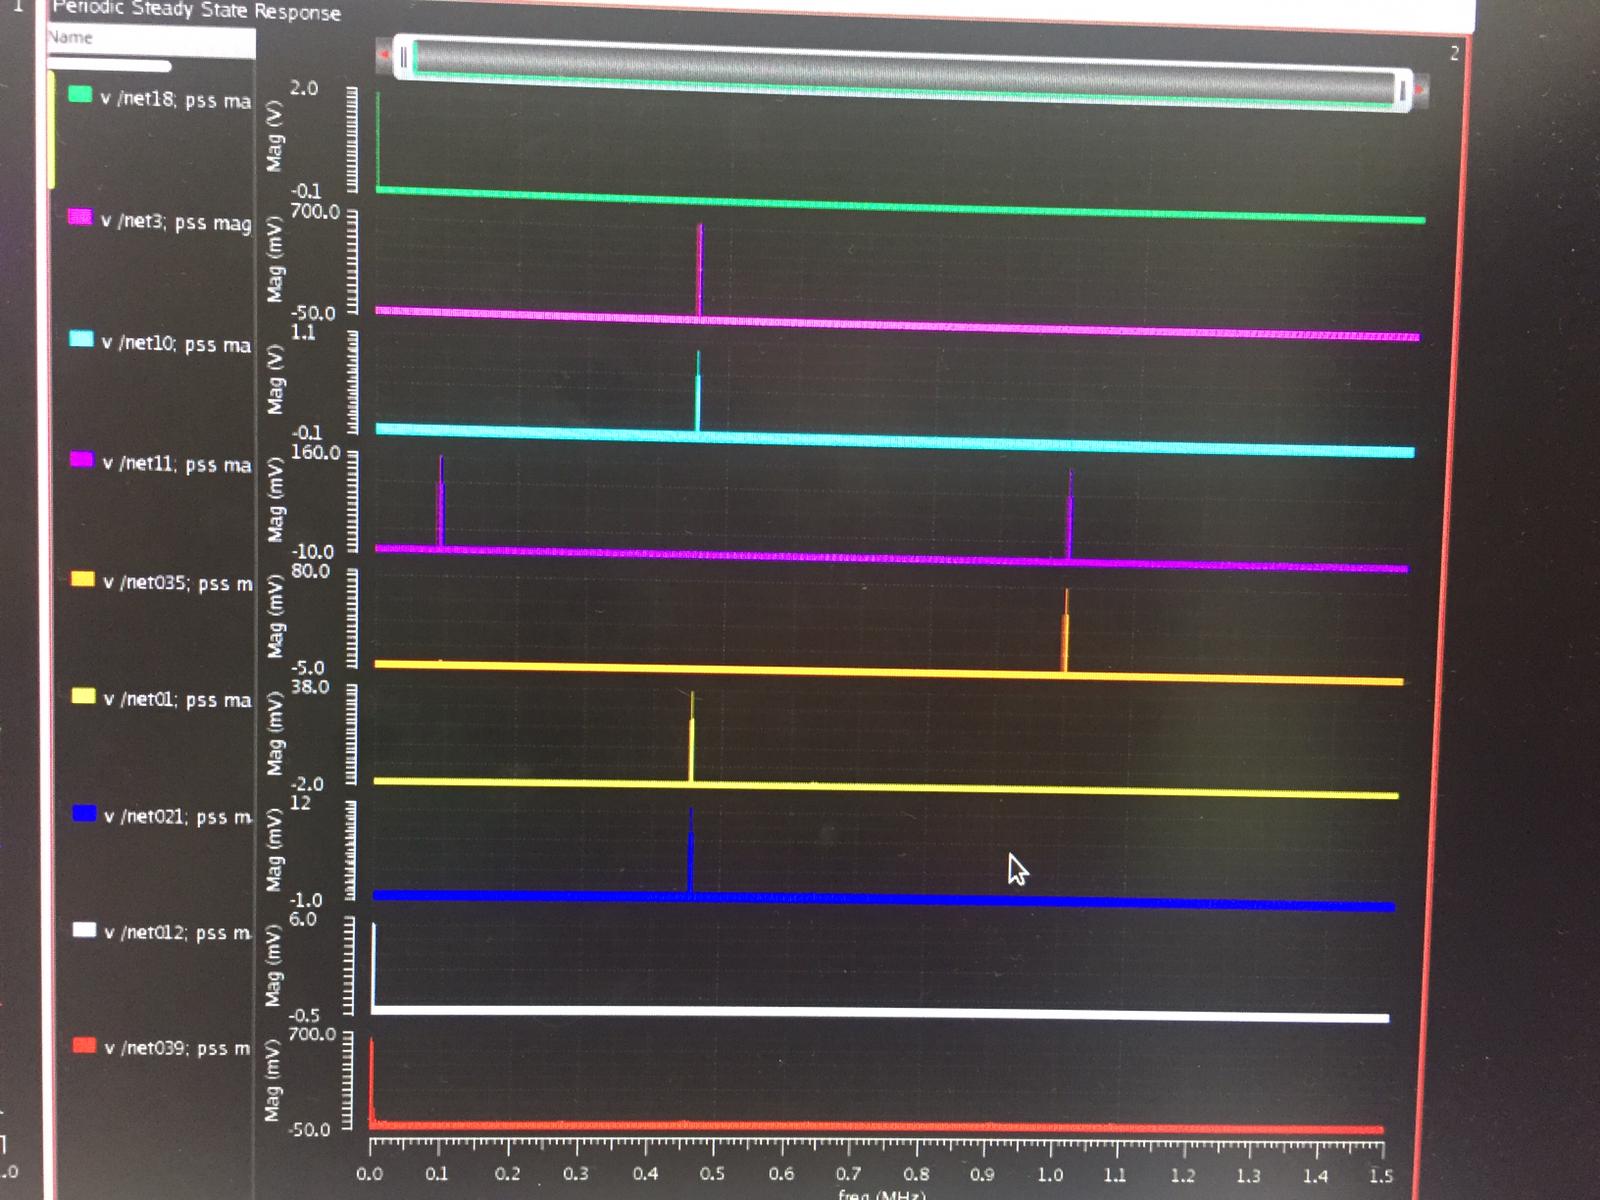 1
Periodic Steady State Response
Name
2
v /net18; pss ma
Mag (V)
2.0
-0.1
v /net3; pss mag
Mag (mV)
700.0
-50.0
v /net10; pss ma
Mag (V)
1.1
-0.1
v /net11; pss ma
Mag (mV)
160.0
-10.0
v /net035; pss m
Mag (mV)
80.0
-5.0
v /net01; pss ma
Mag (mV)
38.0
-2.0
v /net021; pss m
Mag (mV)
12
-1.0
v /net012; pss m
Mag (mV)
6.0
-0.5
v /net039; pss m
Mag (mV)
700.0
-50.0
.0
0.0 0.1 0.2 0.3 0.4 0.5 0.6 0.7 0.8 0.9 1.0 1.1 1.2 1.3 1.4 1.5
freq (MHz)